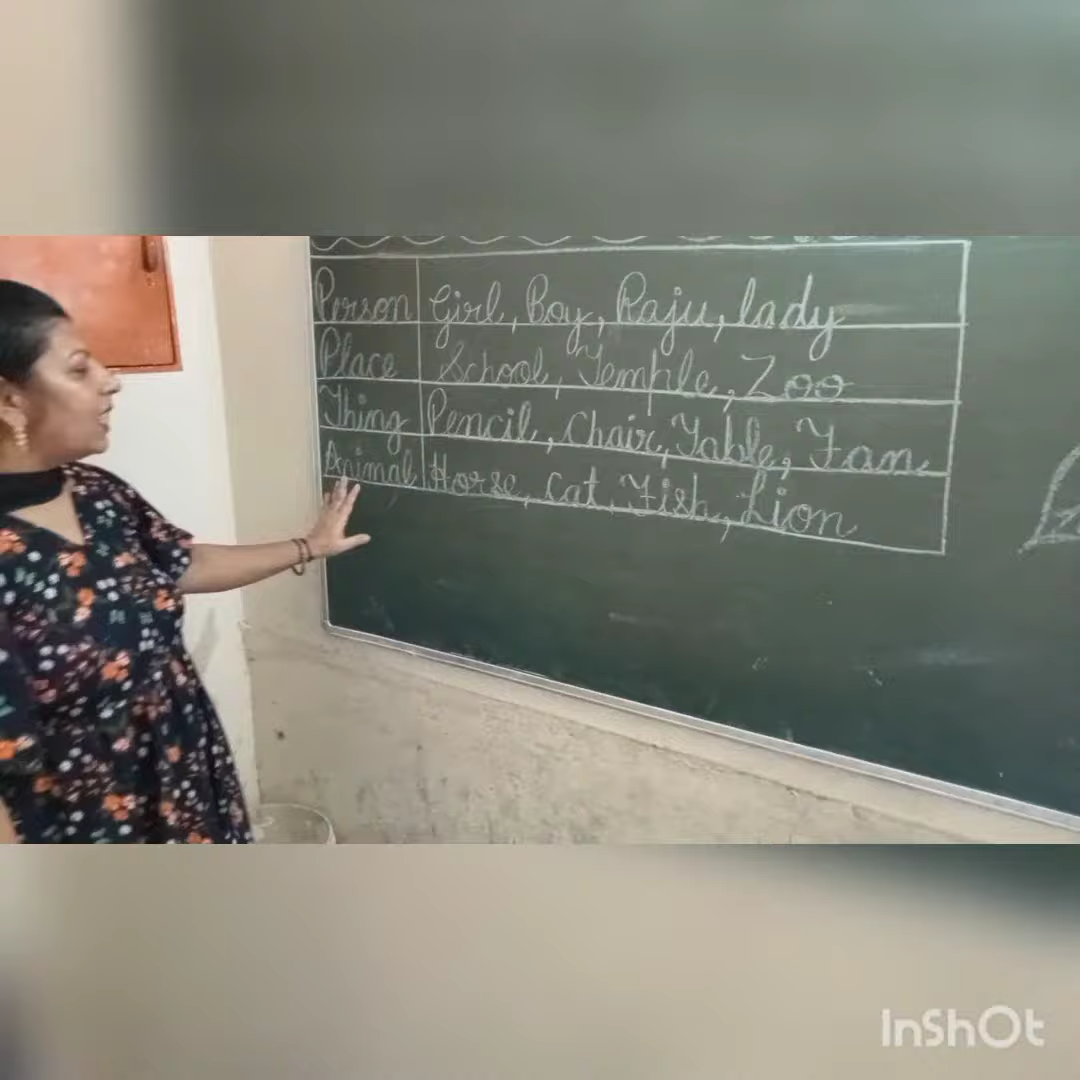 Person Girl, Boy, Raju, lady
Place School, Temple, Zoo
Thing Pencil, Chair, Table, Fan
Animal Horse, Cat, Fish, Lion
InShOt